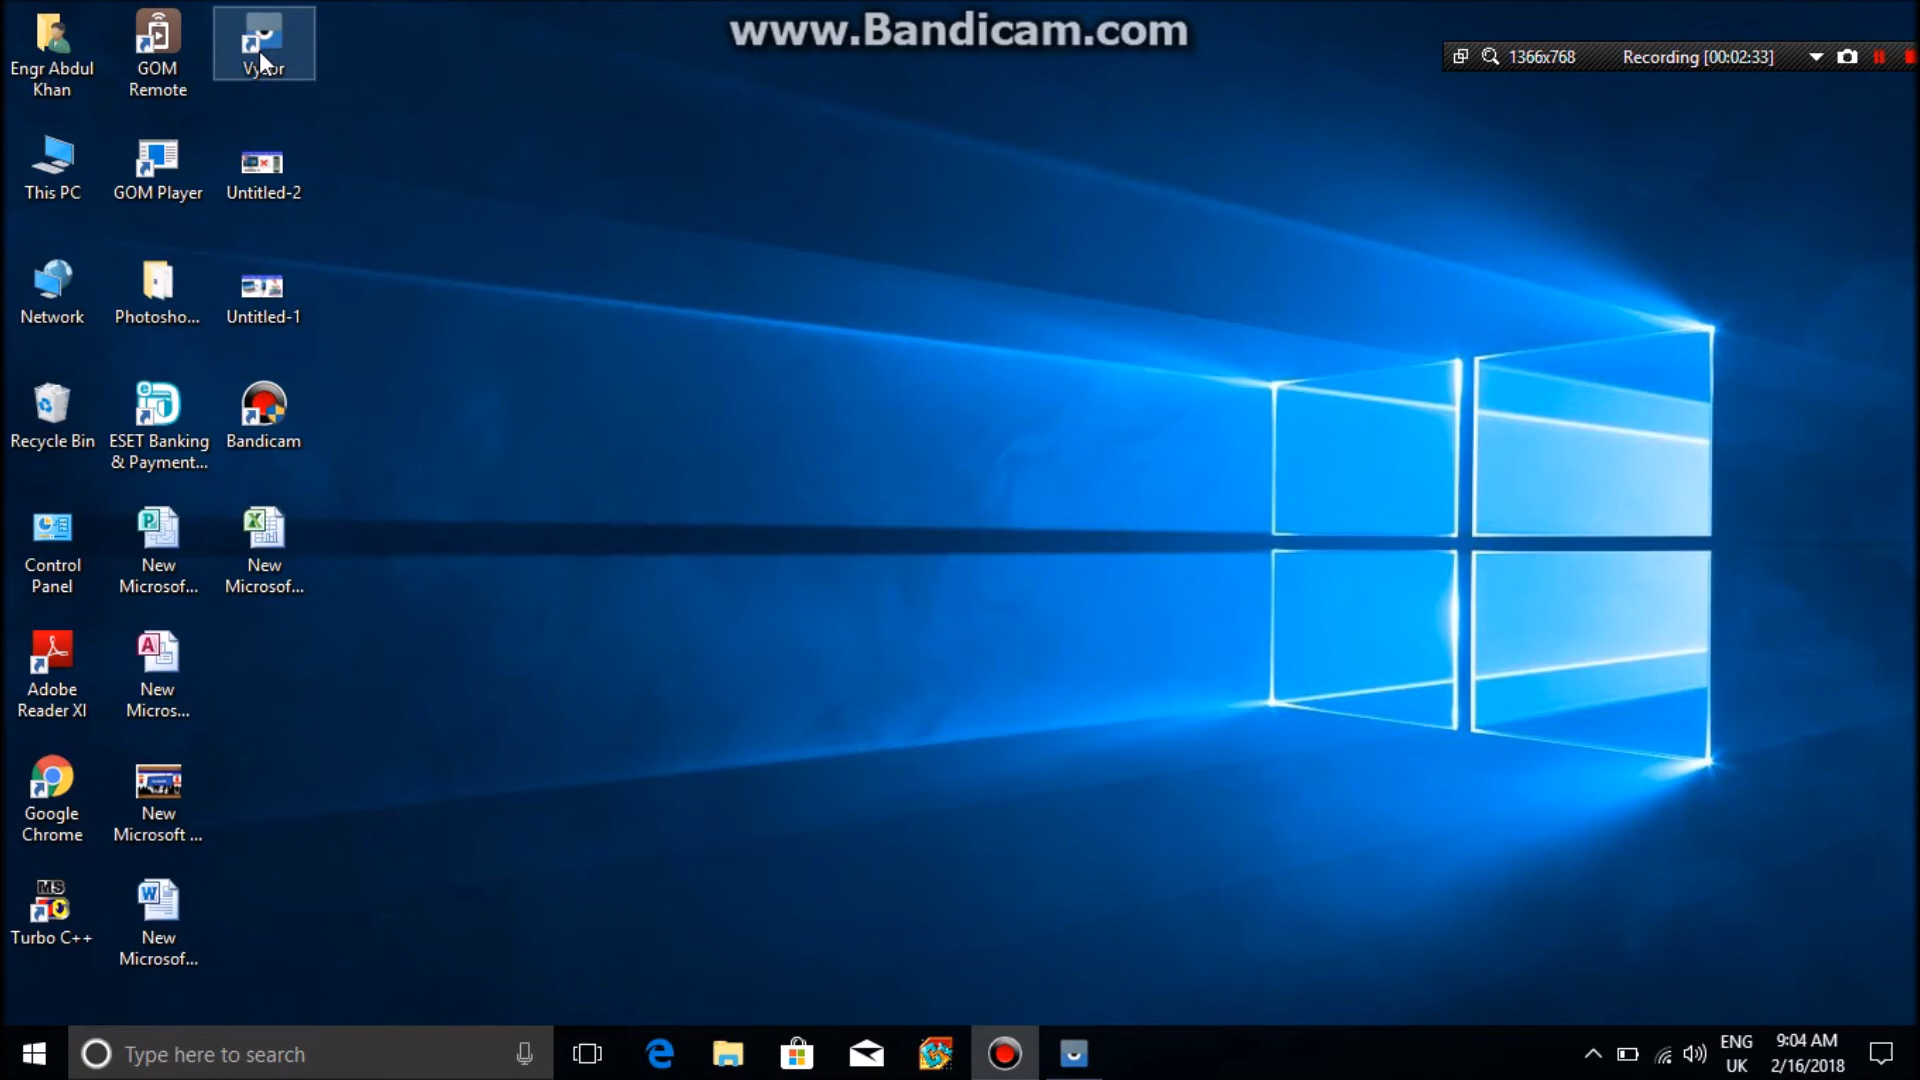 www.Bandicam.com
1366x768
Recording [00:02:33]
Engr Abdul
Khan
GOM
Remote
This PC
GOM Player
Untitled-2
Network
Photosho...
Untitled-1
Recycle Bin
ESET Banking
& Payment...
Bandicam
Control
Panel
New
Microsof...
New
Microsof...
Adobe
Reader XI
New
Micros...
Google
Chrome
New
Microsoft ...
MS
Turbo C++
New
Microsof...
Type here to search
ENG
UK
9:04 AM
2/16/2018